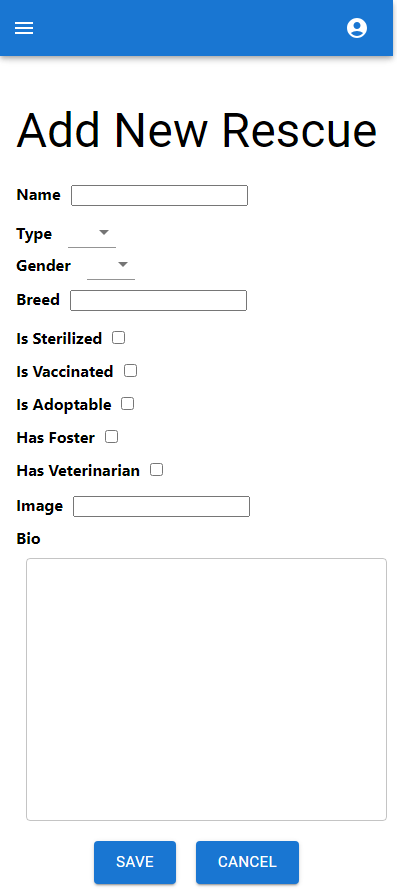 Add New Rescue
Name
Type
Gender
Breed
Is Sterilized
Is Vaccinated
Is Adoptable
Has Foster
Has Veterinarian
Image
Bio
SAVE CANCEL